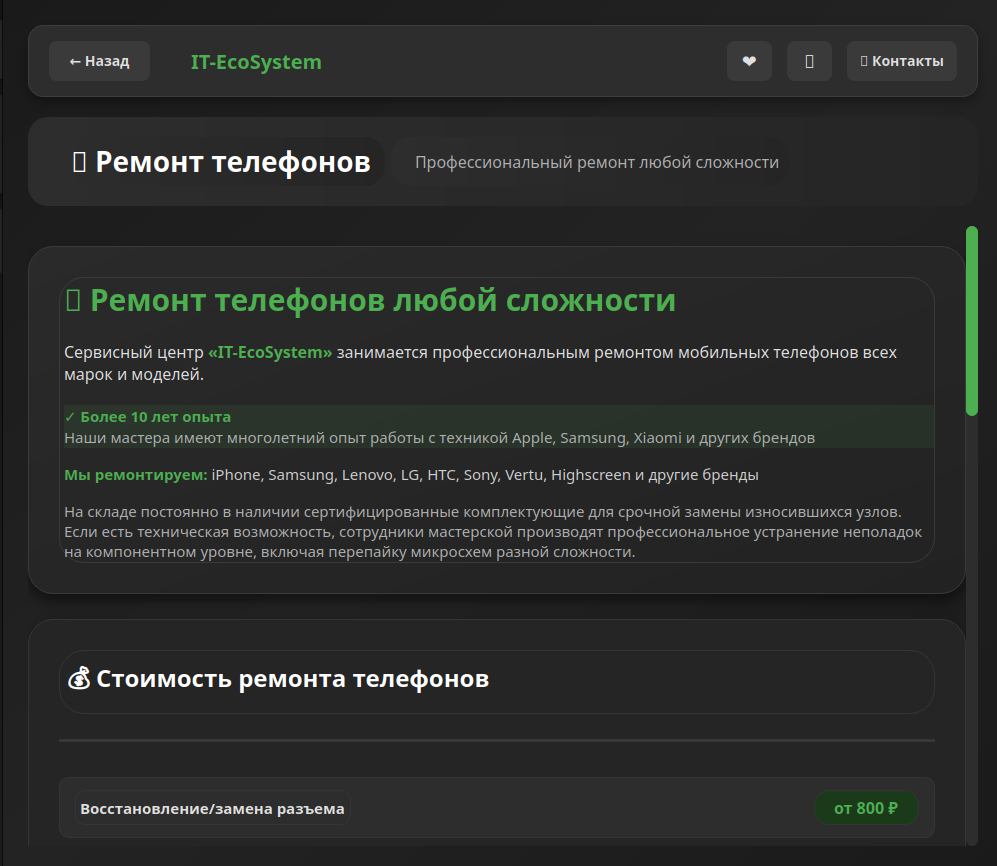 ← Назад
IT-EcoSystem
❤
Контакты
Ремонт телефонов
Профессиональный ремонт любой сложности
Ремонт телефонов любой сложности
Сервисный центр «IT-EcoSystem» занимается профессиональным ремонтом мобильных телефонов всех
марок и моделей.
✓ Более 10 лет опыта
Наши мастера имеют многолетний опыт работы с техникой Apple, Samsung, Xiaomi и других брендов
Мы ремонтируем: iPhone, Samsung, Lenovo, LG, HTC, Sony, Vertu, Highscreen и другие бренды
На складе постоянно в наличии сертифицированные комплектующие для срочной замены износившихся узлов.
Если есть техническая возможность, сотрудники мастерской производят профессиональное устранение неполадок
на компонентном уровне, включая перепайку микросхем разной сложности.
💰 Стоимость ремонта телефонов
Восстановление/замена разъема
от 800 ₽